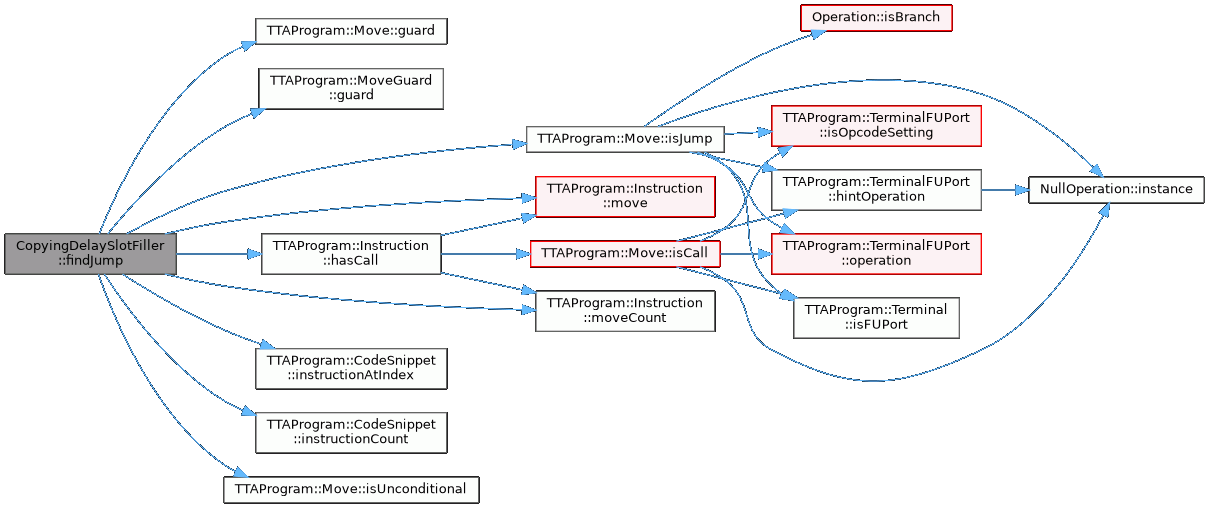 CopyingDelaySlotFiller
::findJump
TTAProgram::Move::guard
TTAProgram::MoveGuard
::guard
TTAProgram::Instruction
::hasCall
TTAProgram::CodeSnippet
::instructionAtIndex
TTAProgram::CodeSnippet
::instructionCount
TTAProgram::Move::isUnconditional
TTAProgram::Move::isJump
TTAProgram::Instruction
::move
TTAProgram::Move::isCall
TTAProgram::Instruction
::moveCount
Operation::isBranch
TTAProgram::TerminalFUPort
::isOpcodeSetting
TTAProgram::TerminalFUPort
::hintOperation
TTAProgram::TerminalFUPort
::operation
TTAProgram::Terminal
::isFUPort
NullOperation::instance